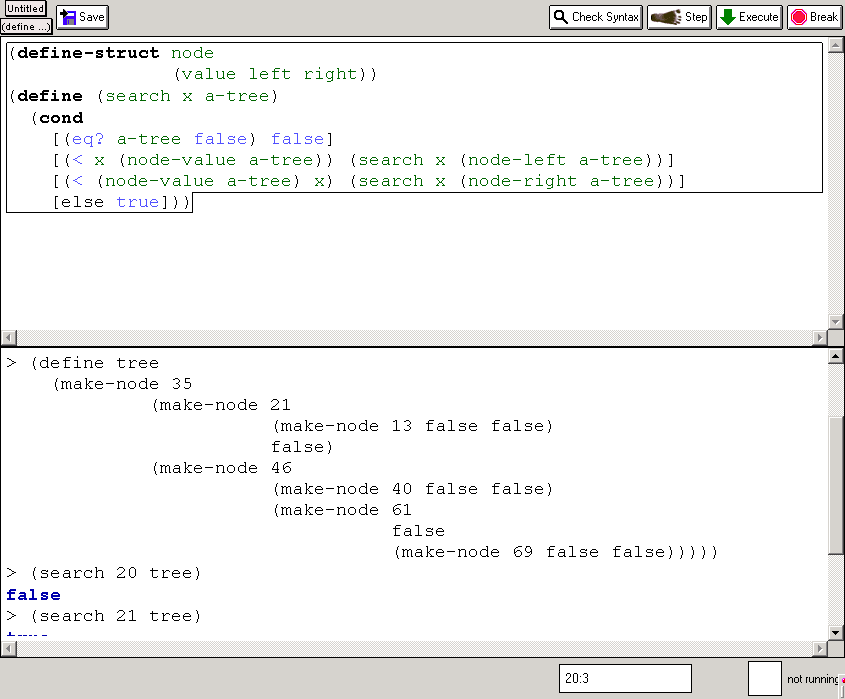 Untitled
(define ...)
Save
Check Syntax
Step
Execute
Break
(define-struct node
(value left right))
(define (search x a-tree)
(cond
[(eq? a-tree false) false]
[(< x (node-value a-tree)) (search x (node-left a-tree))]
[(< (node-value a-tree) x) (search x (node-right a-tree))]
[else true]))
> (define tree
(make-node 35
(make-node 21
(make-node 13 false false)
false)
(make-node 46
(make-node 40 false false)
(make-node 61
false
(make-node 69 false false)))))
> (search 20 tree)
false
> (search 21 tree)
20:3
not running